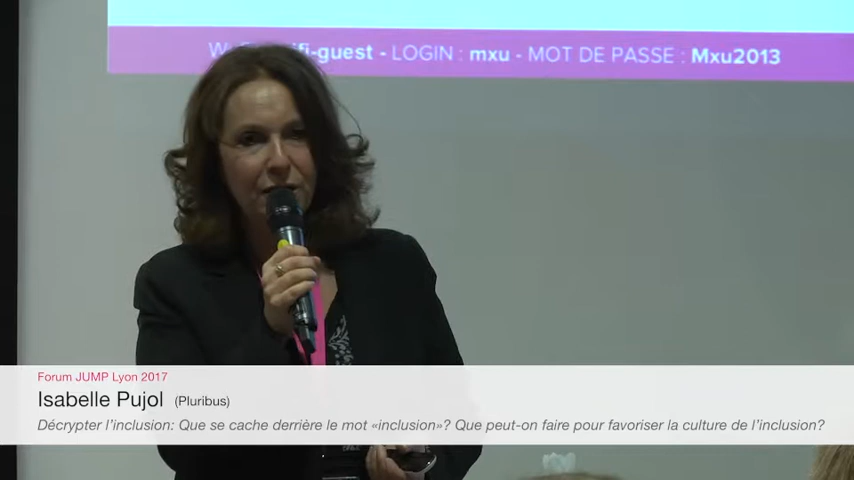 -guest - LOGIN : mxu - MOT DE PASSE : Mxu2013
Forum JUMP Lyon 2017
Isabelle Pujol (Pluribus)
Décrypter l'inclusion: Que se cache derrière le mot «inclusion»? Que peut-on faire pour favoriser la culture de l'inclusion?